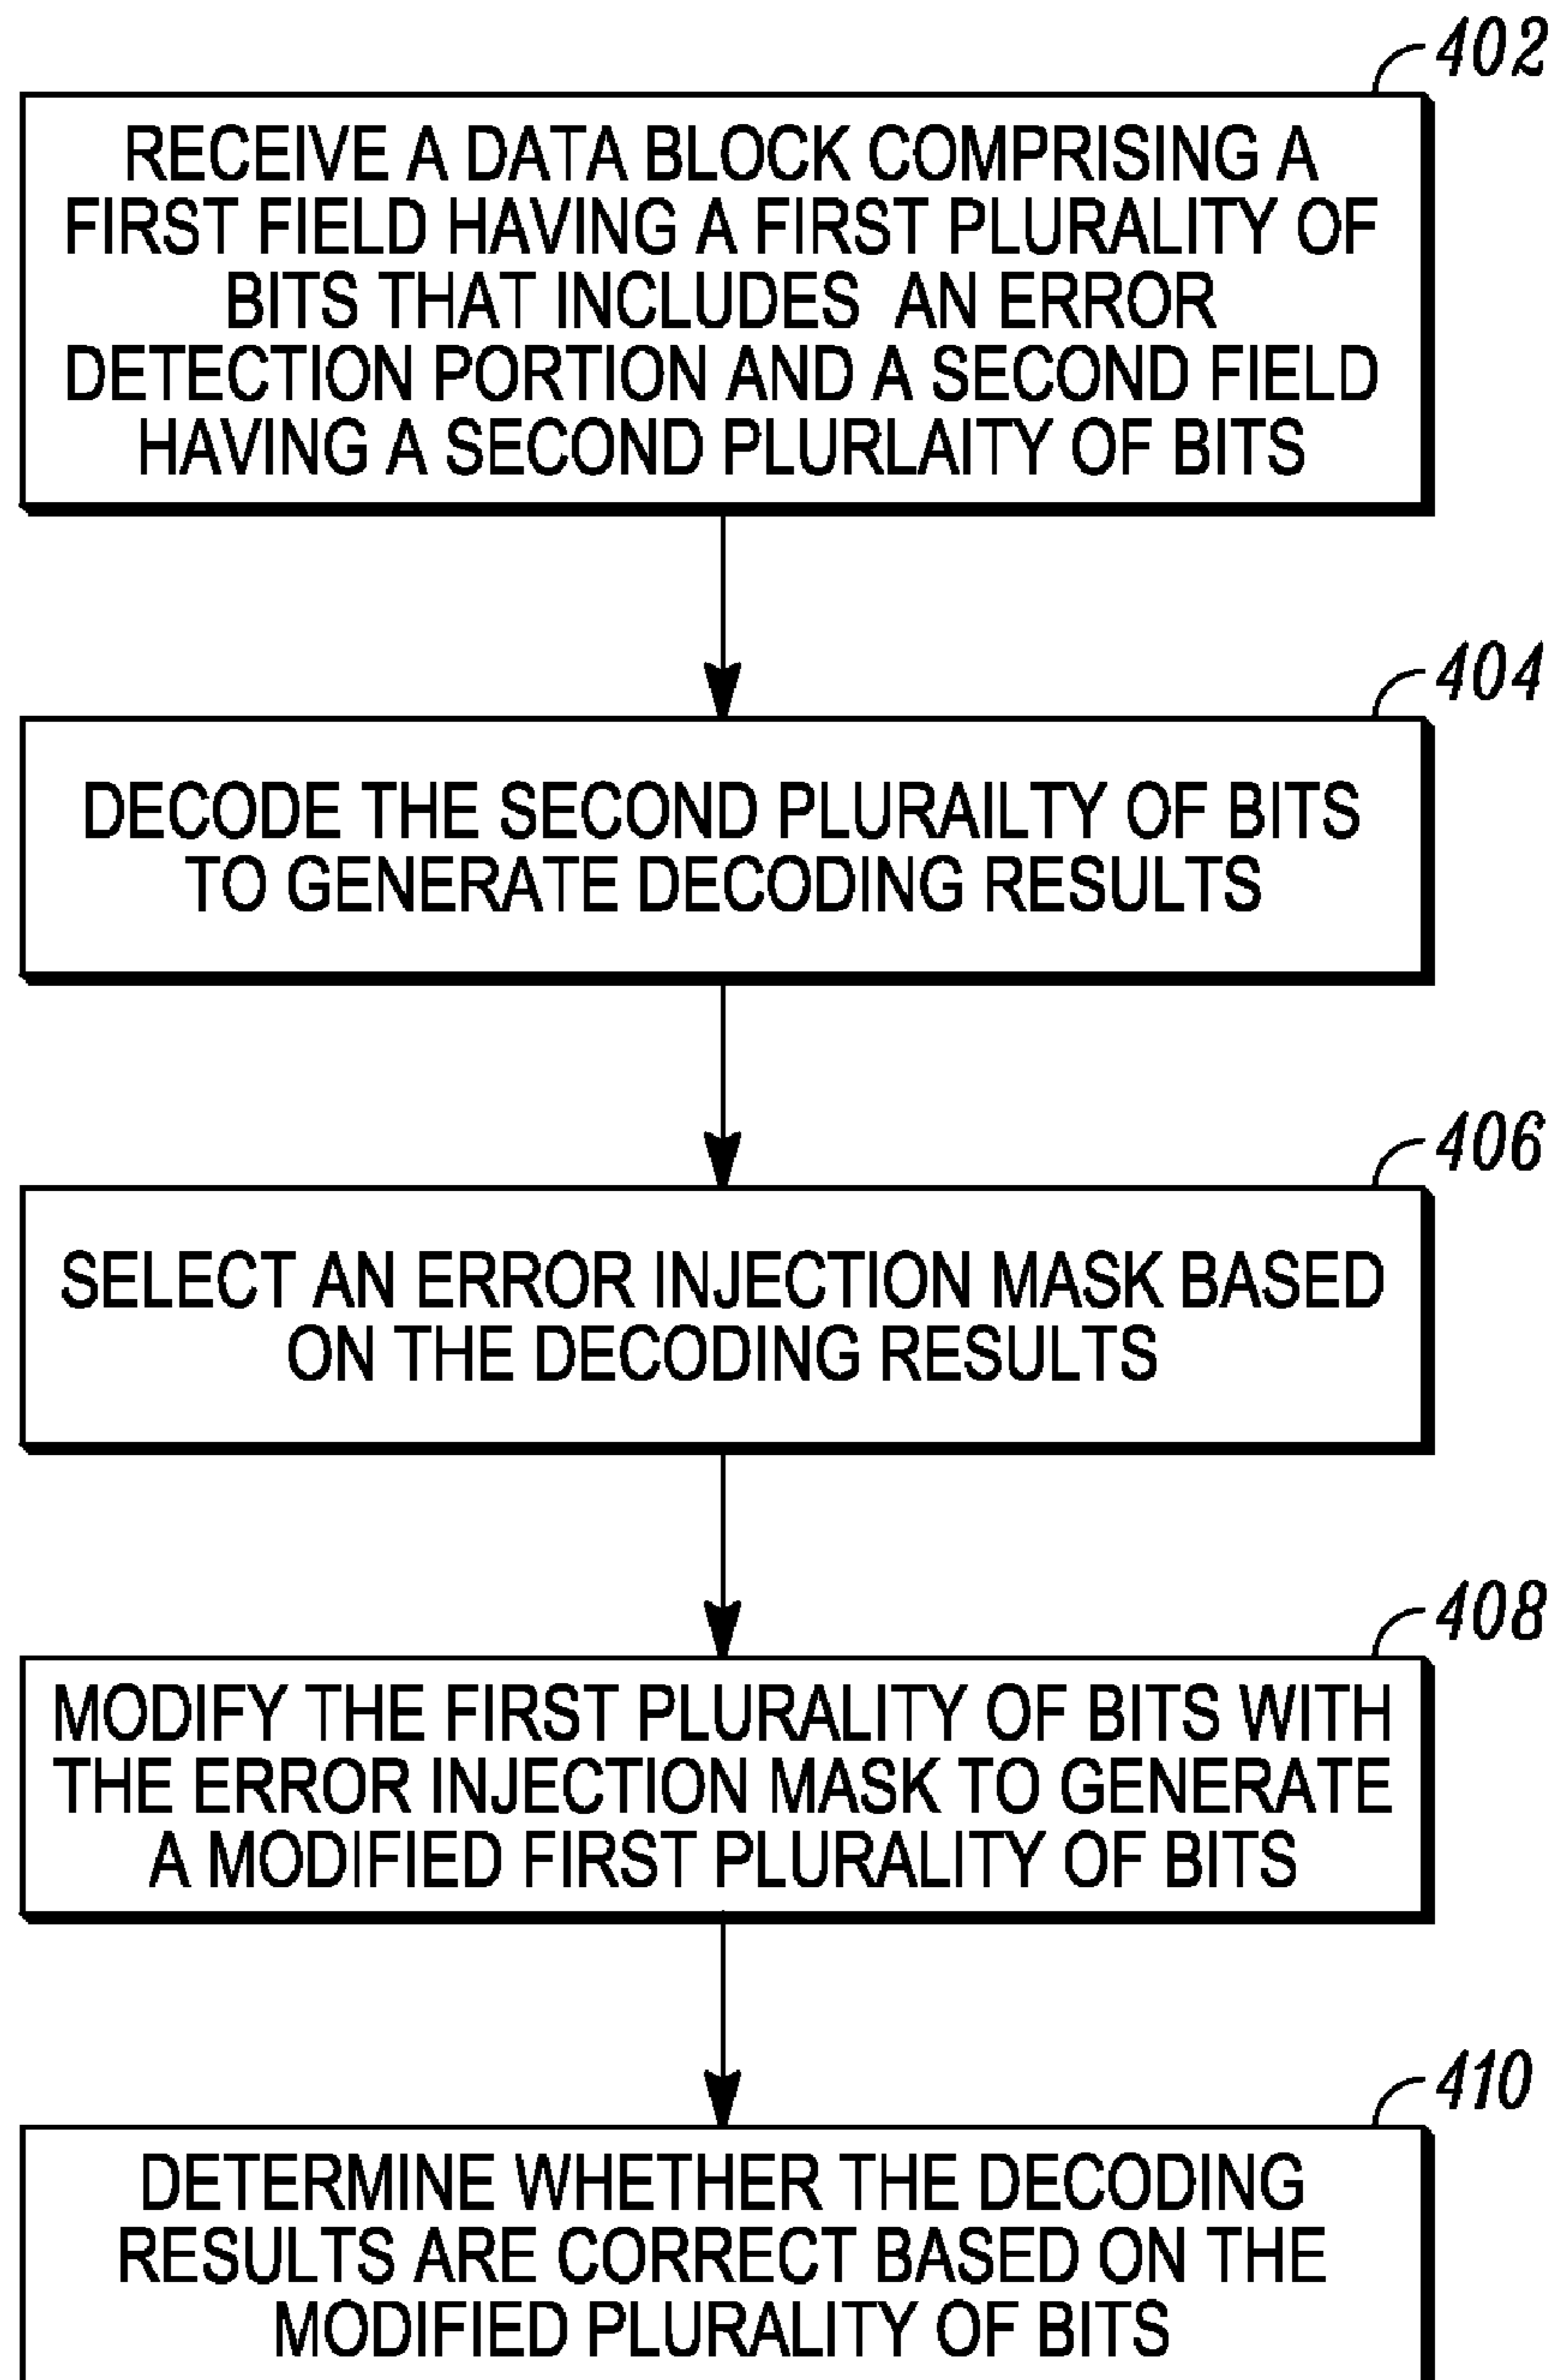 402
RECEIVE A DATA BLOCK COMPRISING A
FIRST FIELD HAVING A FIRST PLURALITY OF
BITS THAT INCLUDES AN ERROR
DETECTION PORTION AND A SECOND FIELD
HAVING A SECOND PLURLAITY OF BITS
404
DECODE THE SECOND PLURAILTY OF BITS
TO GENERATE DECODING RESULTS
406
SELECT AN ERROR INJECTION MASK BASED
ON THE DECODING RESULTS
408
MODIFY THE FIRST PLURALITY OF BITS WITH
THE ERROR INJECTION MASK TO GENERATE
A MODIFIED FIRST PLURALITY OF BITS
410
DETERMINE WHETHER THE DECODING
RESULTS ARE CORRECT BASED ON THE
MODIFIED PLURALITY OF BITS